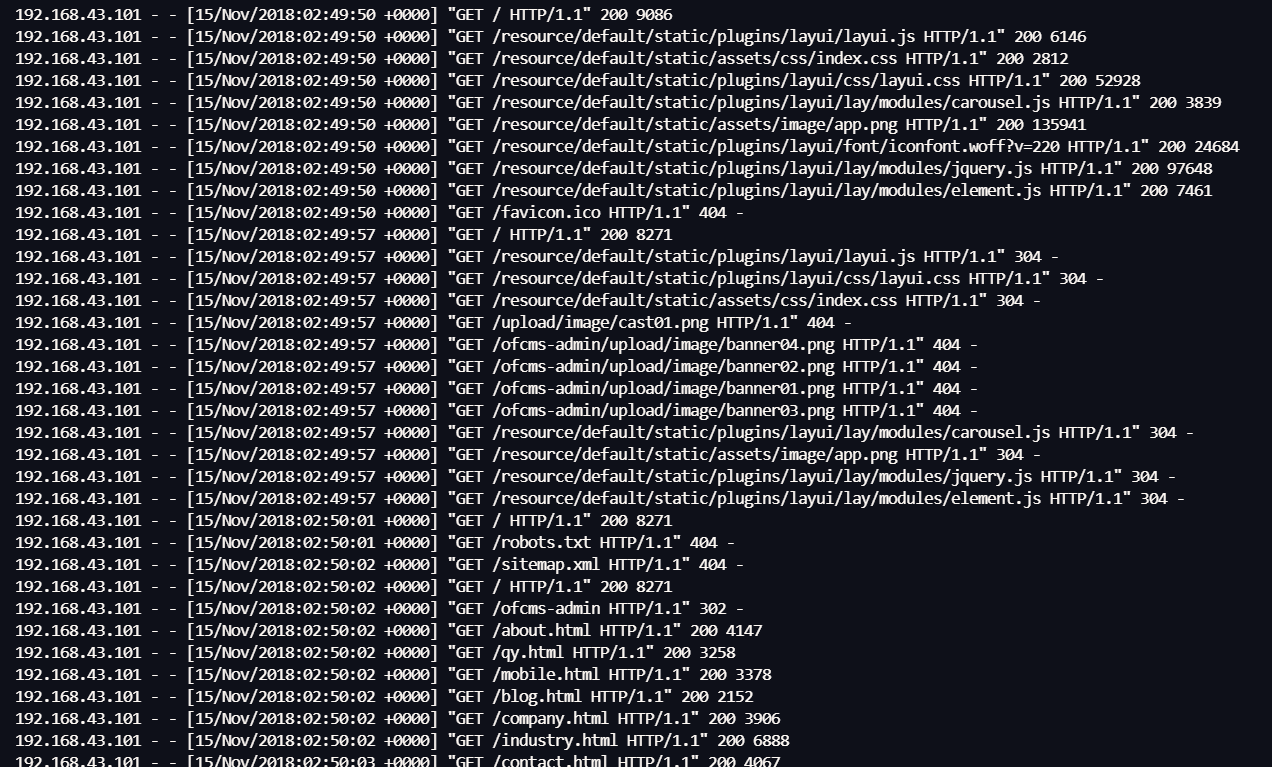 192.168.43.101 - - [15/Nov/2018:02:49:50 +0000] "GET / HTTP/1.1" 200 9086
192.168.43.101 - - [15/Nov/2018:02:49:50 +0000] "GET /resource/default/static/plugins/layui/layui.js HTTP/1.1" 200 6146
192.168.43.101 - - [15/Nov/2018:02:49:50 +0000] "GET /resource/default/static/assets/css/index.css HTTP/1.1" 200 2812
192.168.43.101 - - [15/Nov/2018:02:49:50 +0000] "GET /resource/default/static/plugins/layui/css/layui.css HTTP/1.1" 200 52928
192.168.43.101 - - [15/Nov/2018:02:49:50 +0000] "GET /resource/default/static/plugins/layui/lay/modules/carousel.js HTTP/1.1" 200 3839
192.168.43.101 - - [15/Nov/2018:02:49:50 +0000] "GET /resource/default/static/assets/image/app.png HTTP/1.1" 200 135941
192.168.43.101 - - [15/Nov/2018:02:49:50 +0000] "GET /resource/default/static/plugins/layui/font/iconfont.woff?v=220 HTTP/1.1" 200 24684
192.168.43.101 - - [15/Nov/2018:02:49:50 +0000] "GET /resource/default/static/plugins/layui/lay/modules/jquery.js HTTP/1.1" 200 97648
192.168.43.101 - - [15/Nov/2018:02:49:50 +0000] "GET /resource/default/static/plugins/layui/lay/modules/element.js HTTP/1.1" 200 7461
192.168.43.101 - - [15/Nov/2018:02:49:50 +0000] "GET /favicon.ico HTTP/1.1" 404 -
192.168.43.101 - - [15/Nov/2018:02:49:57 +0000] "GET / HTTP/1.1" 200 8271
192.168.43.101 - - [15/Nov/2018:02:49:57 +0000] "GET /resource/default/static/plugins/layui/layui.js HTTP/1.1" 304 -
192.168.43.101 - - [15/Nov/2018:02:49:57 +0000] "GET /resource/default/static/plugins/layui/css/layui.css HTTP/1.1" 304 -
192.168.43.101 - - [15/Nov/2018:02:49:57 +0000] "GET /resource/default/static/assets/css/index.css HTTP/1.1" 304 -
192.168.43.101 - - [15/Nov/2018:02:49:57 +0000] "GET /upload/image/cast01.png HTTP/1.1" 404 -
192.168.43.101 - - [15/Nov/2018:02:49:57 +0000] "GET /ofcms-admin/upload/image/banner04.png HTTP/1.1" 404 -
192.168.43.101 - - [15/Nov/2018:02:49:57 +0000] "GET /ofcms-admin/upload/image/banner02.png HTTP/1.1" 404 -
192.168.43.101 - - [15/Nov/2018:02:49:57 +0000] "GET /ofcms-admin/upload/image/banner01.png HTTP/1.1" 404 -
192.168.43.101 - - [15/Nov/2018:02:49:57 +0000] "GET /ofcms-admin/upload/image/banner03.png HTTP/1.1" 404 -
192.168.43.101 - - [15/Nov/2018:02:49:57 +0000] "GET /resource/default/static/plugins/layui/lay/modules/carousel.js HTTP/1.1" 304 -
192.168.43.101 - - [15/Nov/2018:02:49:57 +0000] "GET /resource/default/static/assets/image/app.png HTTP/1.1" 304 -
192.168.43.101 - - [15/Nov/2018:02:49:57 +0000] "GET /resource/default/static/plugins/layui/lay/modules/jquery.js HTTP/1.1" 304 -
192.168.43.101 - - [15/Nov/2018:02:49:57 +0000] "GET /resource/default/static/plugins/layui/lay/modules/element.js HTTP/1.1" 304 -
192.168.43.101 - - [15/Nov/2018:02:50:01 +0000] "GET / HTTP/1.1" 200 8271
192.168.43.101 - - [15/Nov/2018:02:50:01 +0000] "GET /robots.txt HTTP/1.1" 404 -
192.168.43.101 - - [15/Nov/2018:02:50:02 +0000] "GET /sitemap.xml HTTP/1.1" 404 -
192.168.43.101 - - [15/Nov/2018:02:50:02 +0000] "GET / HTTP/1.1" 200 8271
192.168.43.101 - - [15/Nov/2018:02:50:02 +0000] "GET /ofcms-admin HTTP/1.1" 302 -
192.168.43.101 - - [15/Nov/2018:02:50:02 +0000] "GET /about.html HTTP/1.1" 200 4147
192.168.43.101 - - [15/Nov/2018:02:50:02 +0000] "GET /qy.html HTTP/1.1" 200 3258
192.168.43.101 - - [15/Nov/2018:02:50:02 +0000] "GET /mobile.html HTTP/1.1" 200 3378
192.168.43.101 - - [15/Nov/2018:02:50:02 +0000] "GET /blog.html HTTP/1.1" 200 2152
192.168.43.101 - - [15/Nov/2018:02:50:02 +0000] "GET /company.html HTTP/1.1" 200 3906
192.168.43.101 - - [15/Nov/2018:02:50:02 +0000] "GET /industry.html HTTP/1.1" 200 6888
192.168.43.101 - - [15/Nov/2018:02:50:03 +0000] "GET /contact.html HTTP/1.1" 200 4067